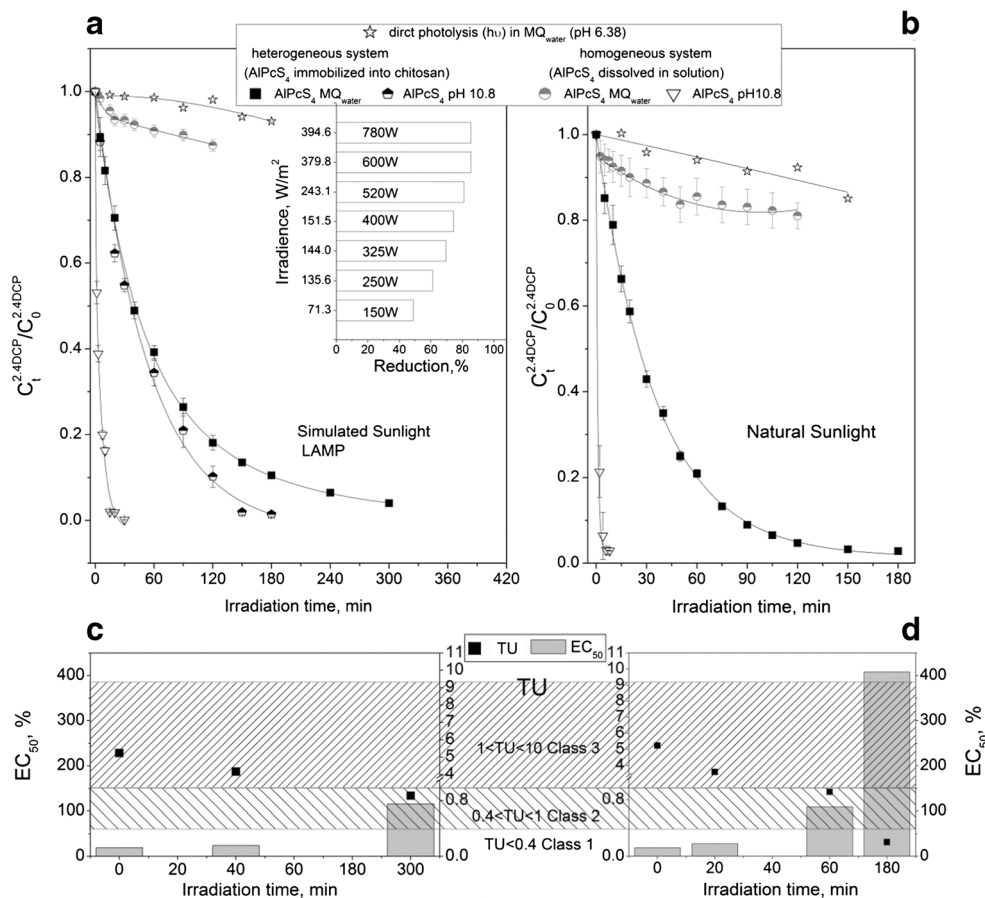 a
b
dirct photolysis (hυ) in MQwater (pH 6.38)
heterogeneous system
(AlPcS4 immobilized into chitosan)
homogeneous system
(AlPcS4 dissolved in solution)
AlPcS4 MQwater
AlPcS4 pH 10.8
AlPcS4 MQwater
AlPcS4 pH10.8
1.0
0.8
0.6
0.4
0.2
0.0
Ct2.4DCP/C02.4DCP
0
60
120
180
240
300
360
420
Irradiation time, min
Simulated Sunlight
LAMP
Irradience, W/m2
394.6
780W
379.8
600W
243.1
520W
151.5
400W
144.0
325W
135.6
250W
71.3
150W
0
20
40
60
80
100
Reduction,%
1.0
0.8
0.6
0.4
0.2
0.0
Ct2.4DCP/C02.4DCP
Natural Sunlight
0
30
60
90
120
150
180
Irradiation time, min
c
d
TU
EC50
400
300
200
100
0
EC50, %
11
10
9
8
7
6
5
4
0.8
0.0
TU
1<TU<10 Class 3
0.4<TU<1 Class 2
TU<0.4 Class 1
0
40
60
120
180
300
Irradiation time, min
11
10
9
8
7
6
5
4
0.8
0.0
400
300
200
100
0
EC50, %
0
20
40
60
180
Irradiation time, min